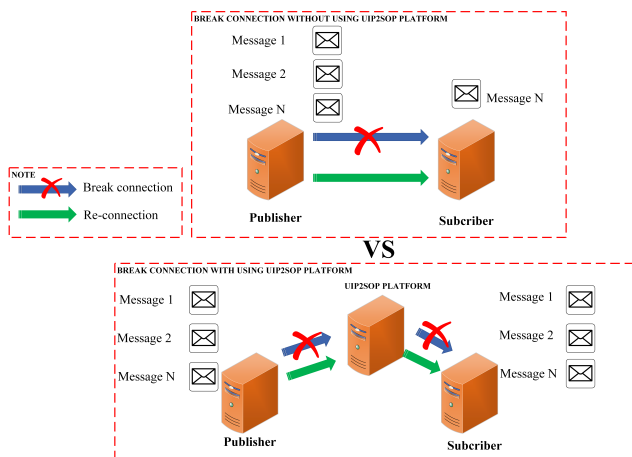 BREAK CONNECTION WITHOUT USING UIP2SOP PLATFORM
Message 1
Message 2
Message N
Message N
Publisher
Subcriber
NOTE
Break connection
Re-connection
VS
BREAK CONNECTION WITH USING UIP2SOP PLATFORM
UIP2SOP PLATFORM
Message 1
Message 2
Message N
Message 1
Message 2
Message N
Publisher
Subcriber